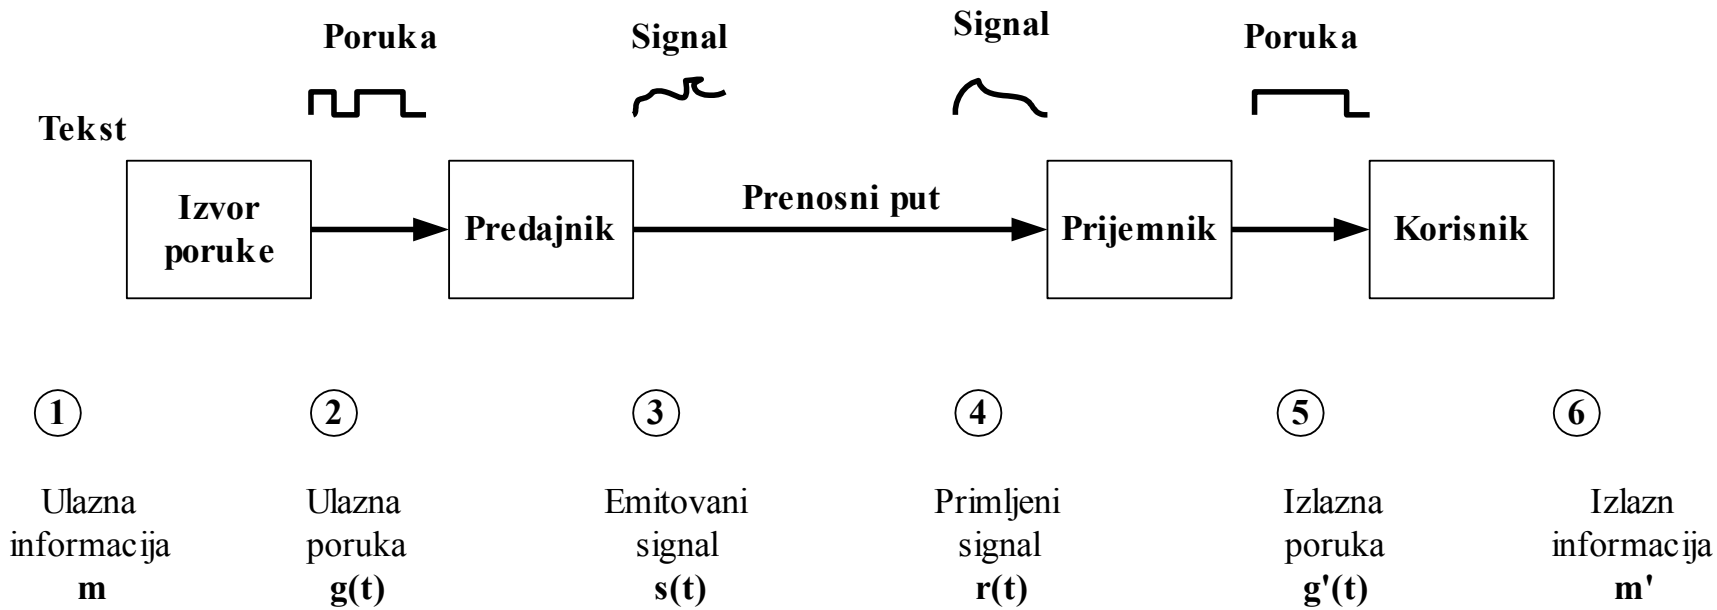 Poruka
Signal
Signal
Poruka
Tekst
Izvor
poruke
Predajnik
Prenosni put
Prijemnik
Korisnik
1
2
3
4
5
6
Ulazna
informacija
m
Ulazna
poruka
g(t)
Emitovani
signal
s(t)
Primljeni
signal
r(t)
Izlazna
poruka
g'(t)
Izlazn
informacija
m'